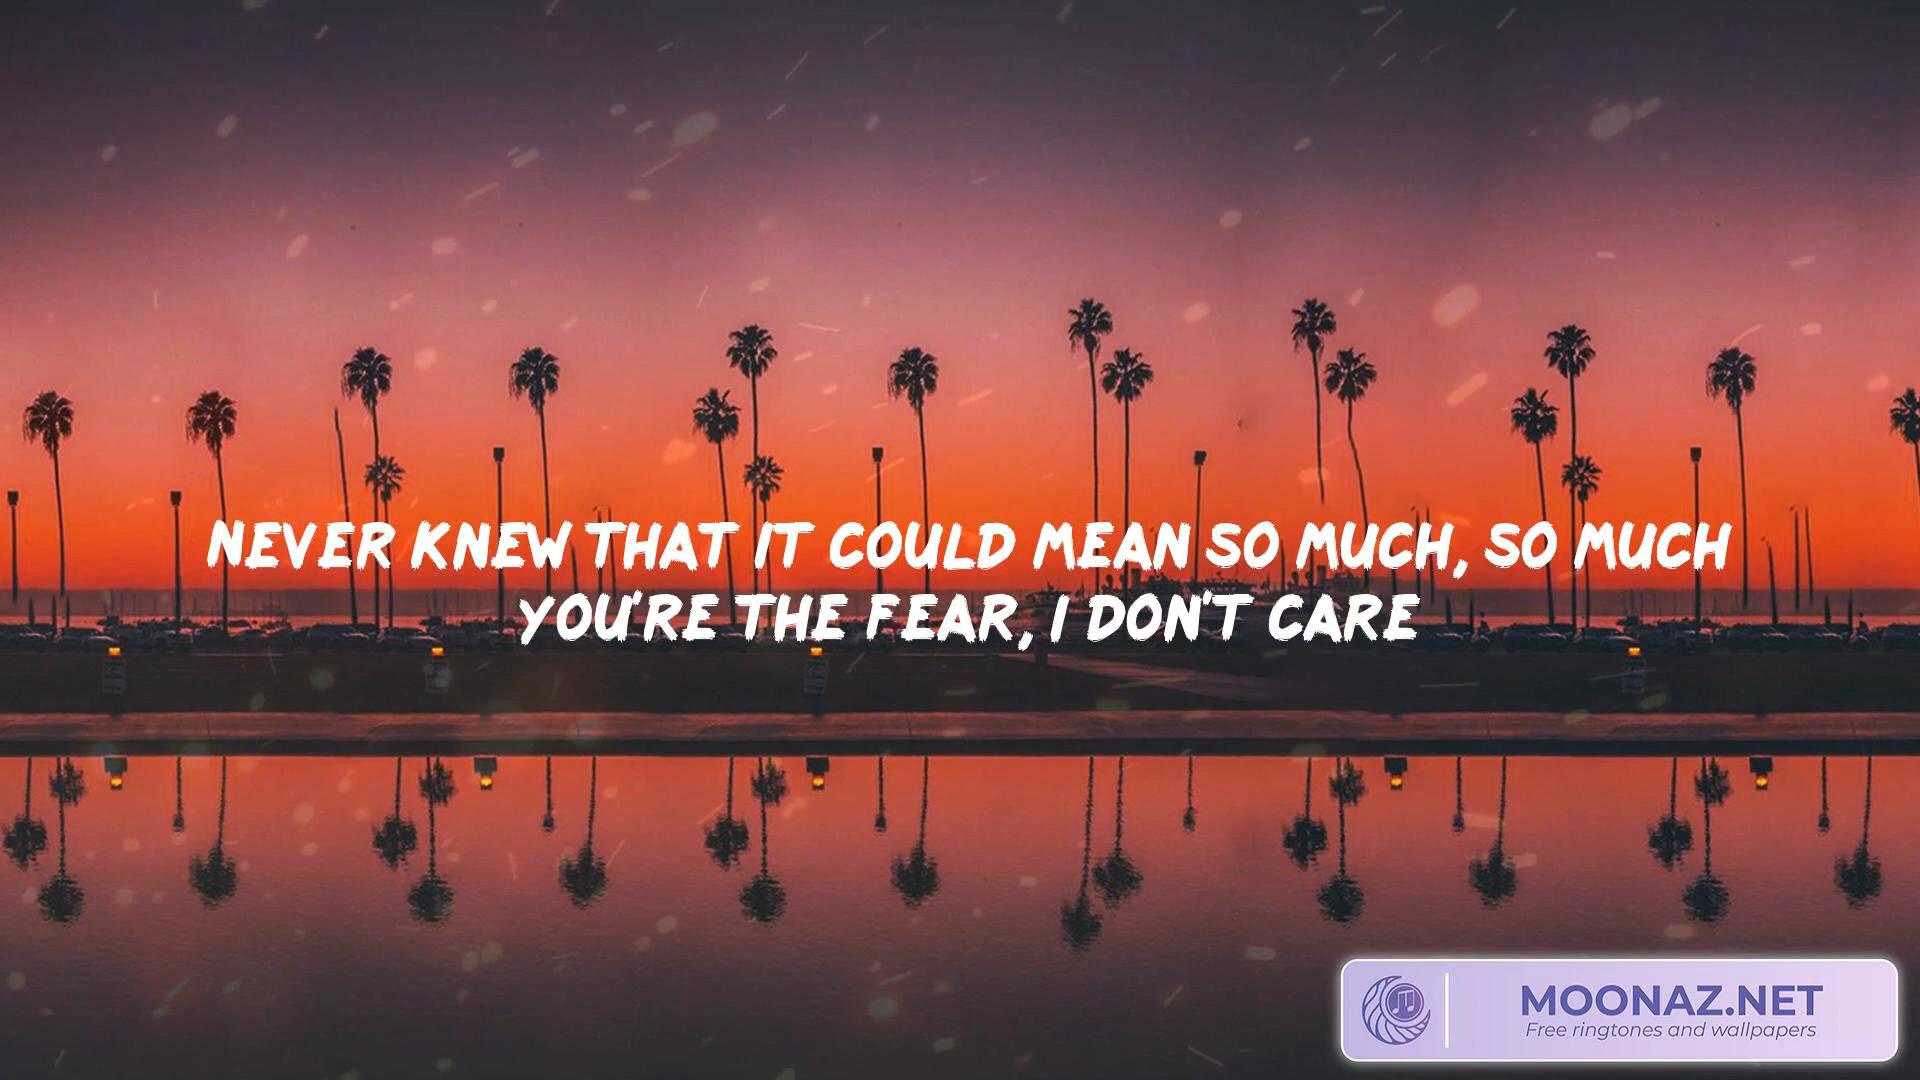 NEVER KNEW THAT IT COULD MEAN SO MUCH, SO MUCH
YOU'RE THE FEAR, I DON'T CARE
MOONAZ.NET
Free ringtones and wallpapers